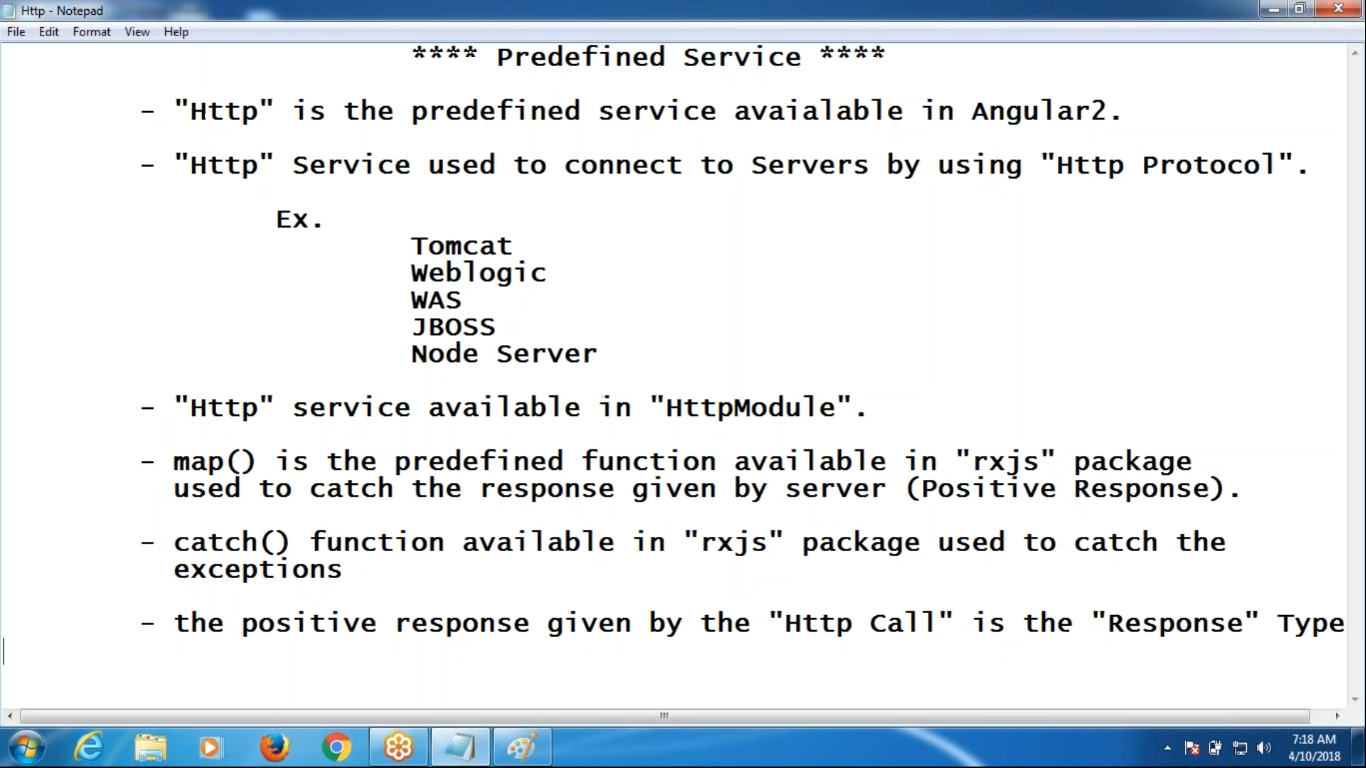 Http - Notepad
File Edit Format View Help
**** Predefined Service ****
- "Http" is the predefined service avaialable in Angular2.
- "Http" Service used to connect to Servers by using "Http Protocol".
Ex.
Tomcat
Weblogic
WAS
JBOSS
Node Server
- "Http" service available in "HttpModule".
- map() is the predefined function available in "rxjs" package
used to catch the response given by server (Positive Response).
- catch() function available in "rxjs" package used to catch the
exceptions
- the positive response given by the "Http Call" is the "Response" Type
7:18 AM
4/10/2018